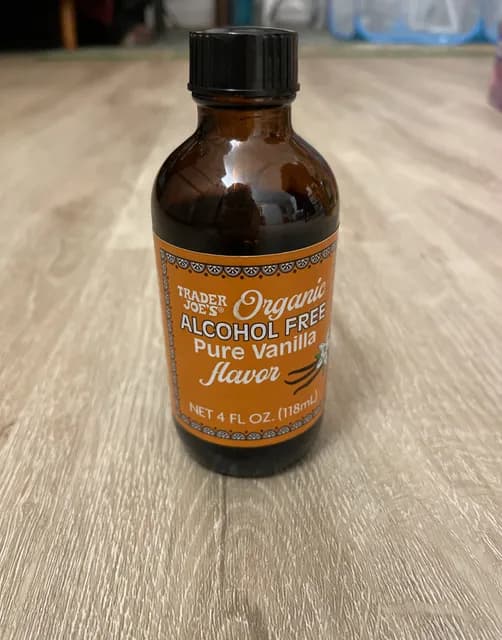 TRADER JOE'S® Organic
ALCOHOL FREE
Pure Vanilla
flavor
NET 4 FL OZ. (118mL)